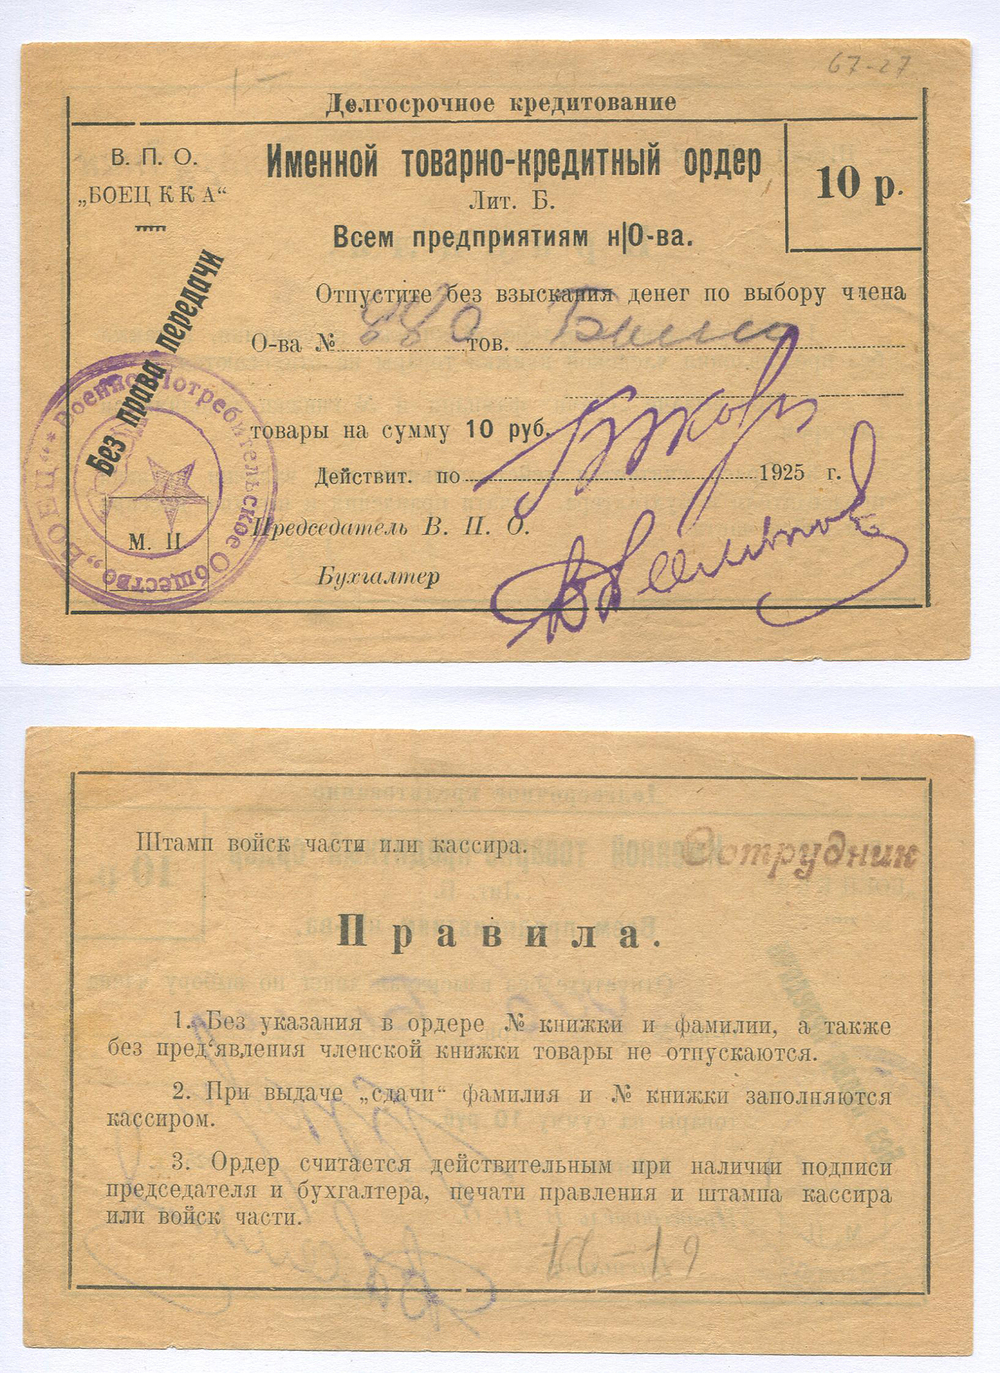 67-27
Долгосрочное кредитование
В. П. О.
„БОЕЦ К К А“
Именной товарно-кредитный ордер
Лит. Б.
Всем предприятиям н|О-ва.
10 р.
Без права передачи
Отпустите без взыскания денег по выбору члена
О-ва № тов.
товары на сумму 10 руб.
Действит. по 1925 г.
Председатель В. П. О.
Бухгалтер
М. П.
Военно-Потребительское Общество „БОЕЦ“
Штамп войск части или кассира.
Сотрудник
Правила.
1. Без указания в ордере № книжки и фамилии, а также
без пред‘явления членской книжки товары не отпускаются.
2. При выдаче „сдачи“ фамилия и № книжки заполняются
кассиром.
3. Ордер считается действительным при наличии подписи
председателя и бухгалтера, печати правления и штампа кассира
или войск части.